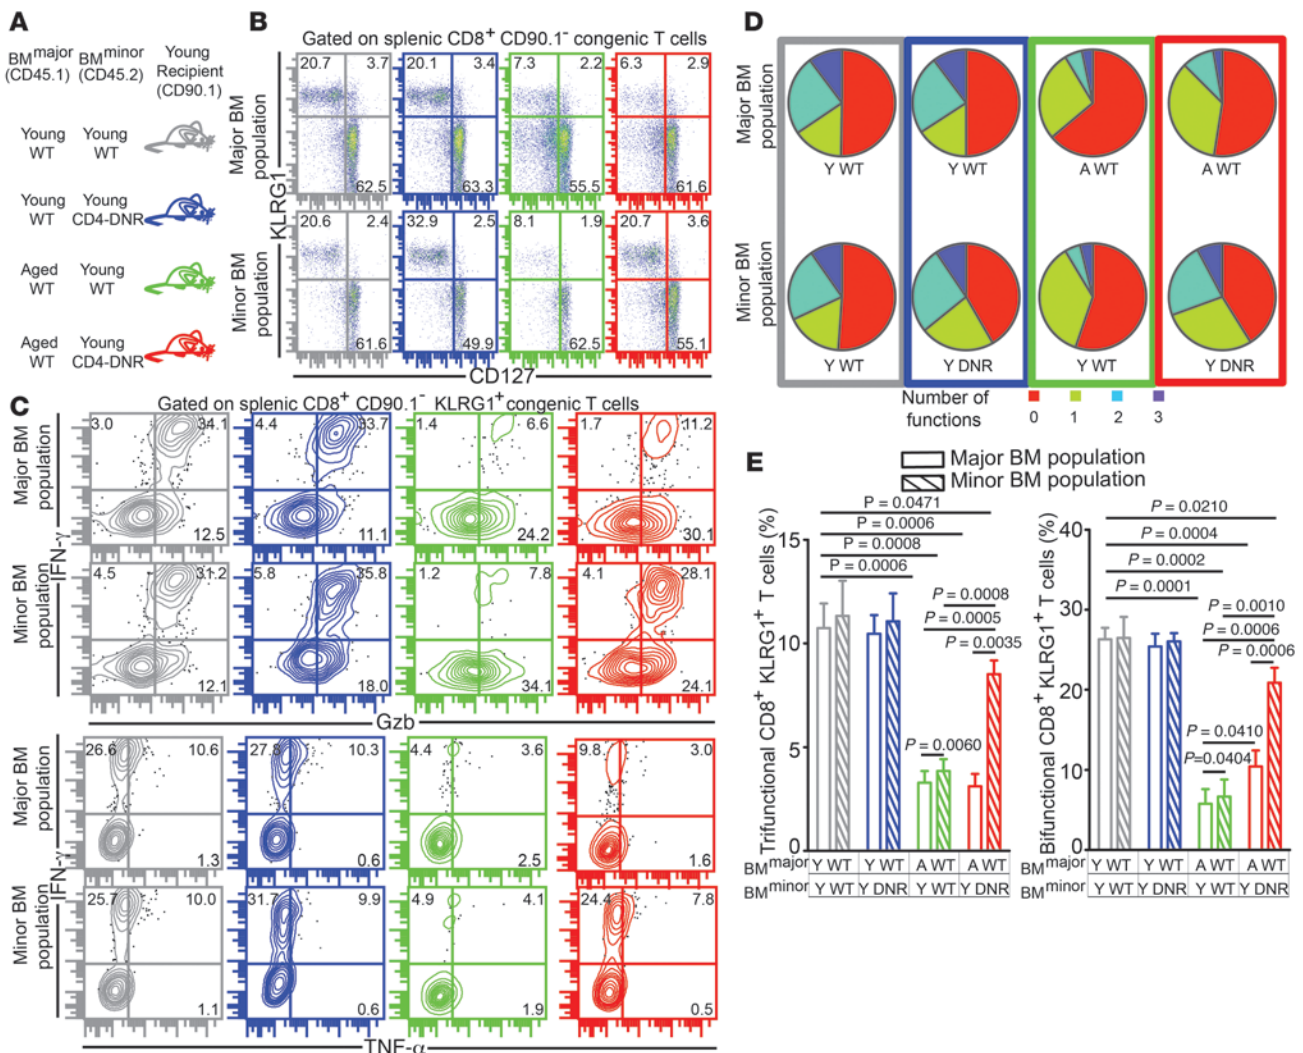 A
BMmajor (CD45.1)
BMminor (CD45.2)
Young Recipient (CD90.1)
Young WT
Young WT
Young WT
Young CD4-DNR
Aged WT
Young WT
Aged WT
Young CD4-DNR
B
Gated on splenic CD8+ CD90.1- congenic T cells
Major BM population
20.7 3.7 62.5
20.1 3.4 63.3
7.3 2.2 55.5
6.3 2.9 61.6
KLRG1
Minor BM population
20.6 2.4 61.6
32.9 2.5 49.9
8.1 1.9 62.5
20.7 3.6 55.1
CD127
C
Gated on splenic CD8+ CD90.1- KLRG1+ congenic T cells
Major BM population
3.0 34.1 12.5
4.4 33.7 11.1
1.4 6.6 24.2
1.7 11.2 30.1
IFN-γ
Minor BM population
4.5 31.2 12.1
5.8 35.8 18.0
1.2 7.8 34.1
4.1 28.1 24.1
Gzb
Major BM population
26.6 10.6 1.3
27.8 10.3 0.6
4.4 3.6 2.5
9.8 3.0 1.6
IFN-γ
Minor BM population
25.7 10.0 1.1
31.7 9.9 0.6
4.9 4.1 1.9
24.4 7.8 0.5
TNF-α
D
Major BM population
Y WT Y WT A WT A WT
Minor BM population
Y WT Y DNR Y WT Y DNR
Number of functions
0 1 2 3
E
Major BM population
Minor BM population
Trifunctional CD8+ KLRG1+ T cells (%)
15
10
5
0
P = 0.0471
P = 0.0006
P = 0.0008
P = 0.0006
P = 0.0008
P = 0.0005
P = 0.0035
P = 0.0060
BMmajor Y WT Y WT A WT A WT
BMminor Y WT Y DNR Y WT Y DNR
Bifunctional CD8+ KLRG1+ T cells (%)
40
30
20
10
0
P = 0.0210
P = 0.0004
P = 0.0002
P = 0.0001
P = 0.0010
P = 0.0006
P = 0.0006
P = 0.0410
P=0.0404
BMmajor Y WT Y WT A WT A WT
BMminor Y WT Y DNR Y WT Y DNR